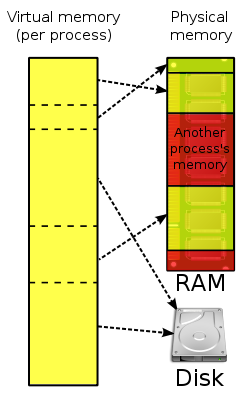 Virtual memory
(per process)
Physical
memory
Another
process's
memory
RAM
Disk